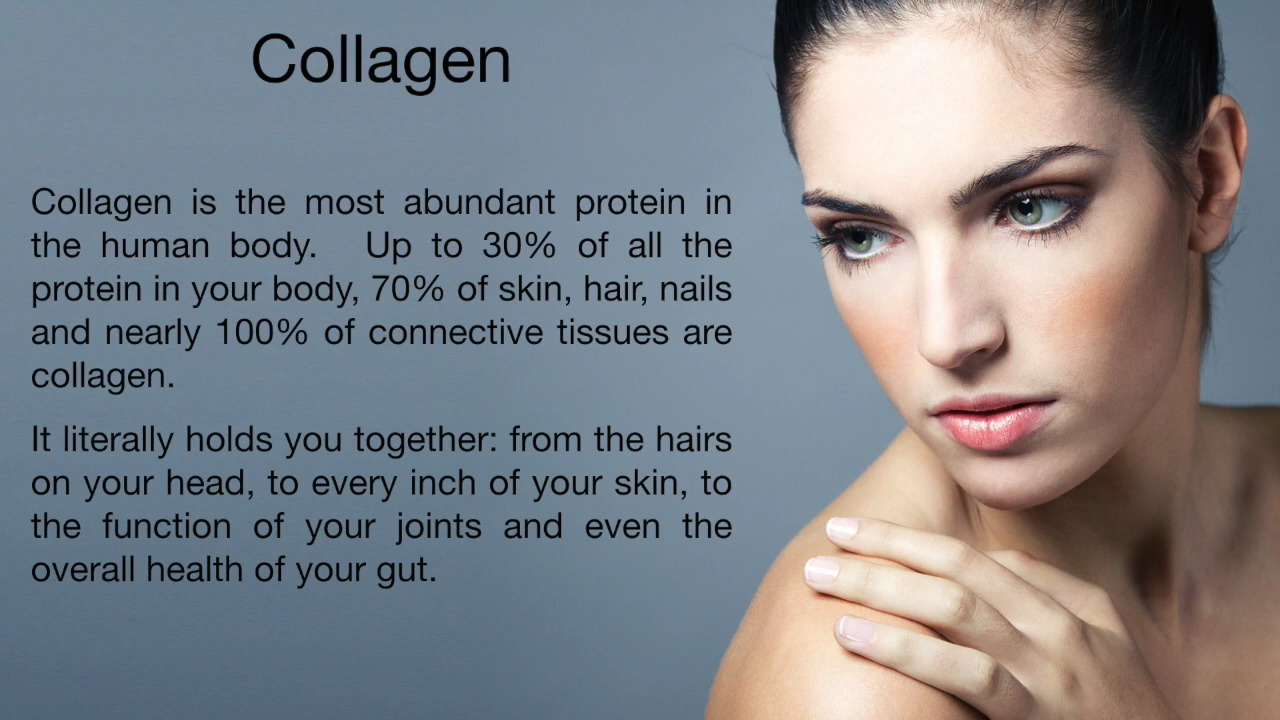 Collagen
Collagen is the most abundant protein in
the human body.  Up to 30% of all the
protein in your body, 70% of skin, hair, nails
and nearly 100% of connective tissues are
collagen.
It literally holds you together: from the hairs
on your head, to every inch of your skin, to
the function of your joints and even the
overall health of your gut.